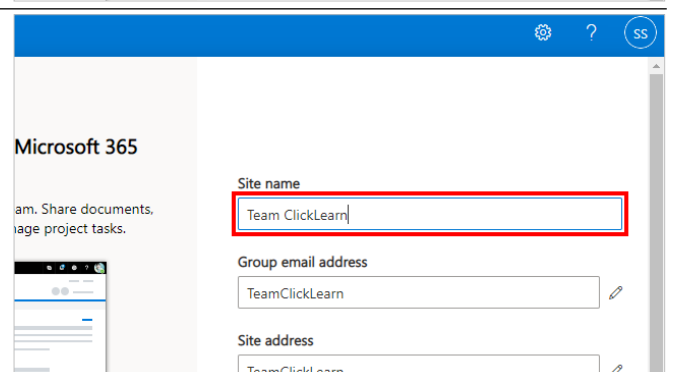 ? SS
Microsoft 365
Site name
am. Share documents,
nage project tasks.
Team ClickLearn
Group email address
TeamClickLearn
Site address
TeamClickLearn